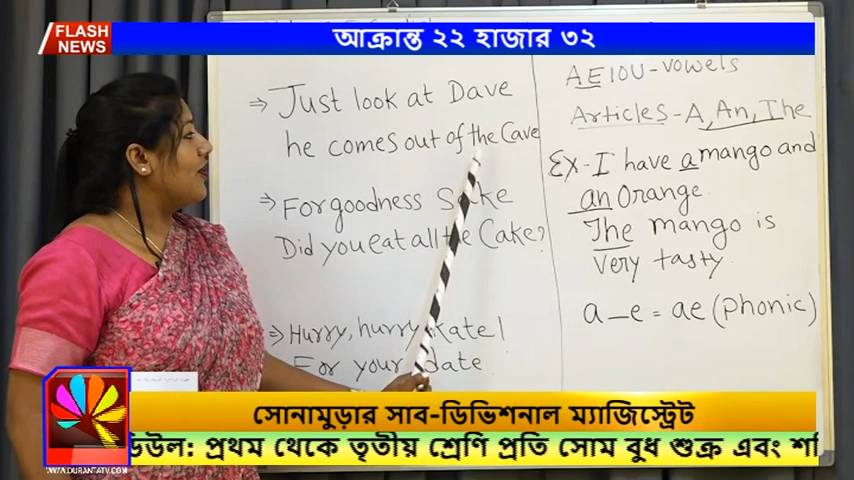 FLASH
NEWS
আক্রান্ত ২২ হাজার ৩২
⇒ Just look at Dave
he comes out of the Cave
⇒ For goodness Sake
Did you eat all the Cake?
⇒ Hurry, hurry Kate!
For your date
A E I O U - vowels
Articles - A, An, The
EX - I have a mango and
an Orange.
The mango is
very tasty.
a_e = ae (phonic)
সোনামুড়ার সাব-ডিভিশনাল ম্যাজিস্ট্রেট
ডিউল: প্রথম থেকে তৃতীয় শ্রেণি প্রতি সোম বুধ শুক্র এবং শনি
WWW.DURANTATV.COM